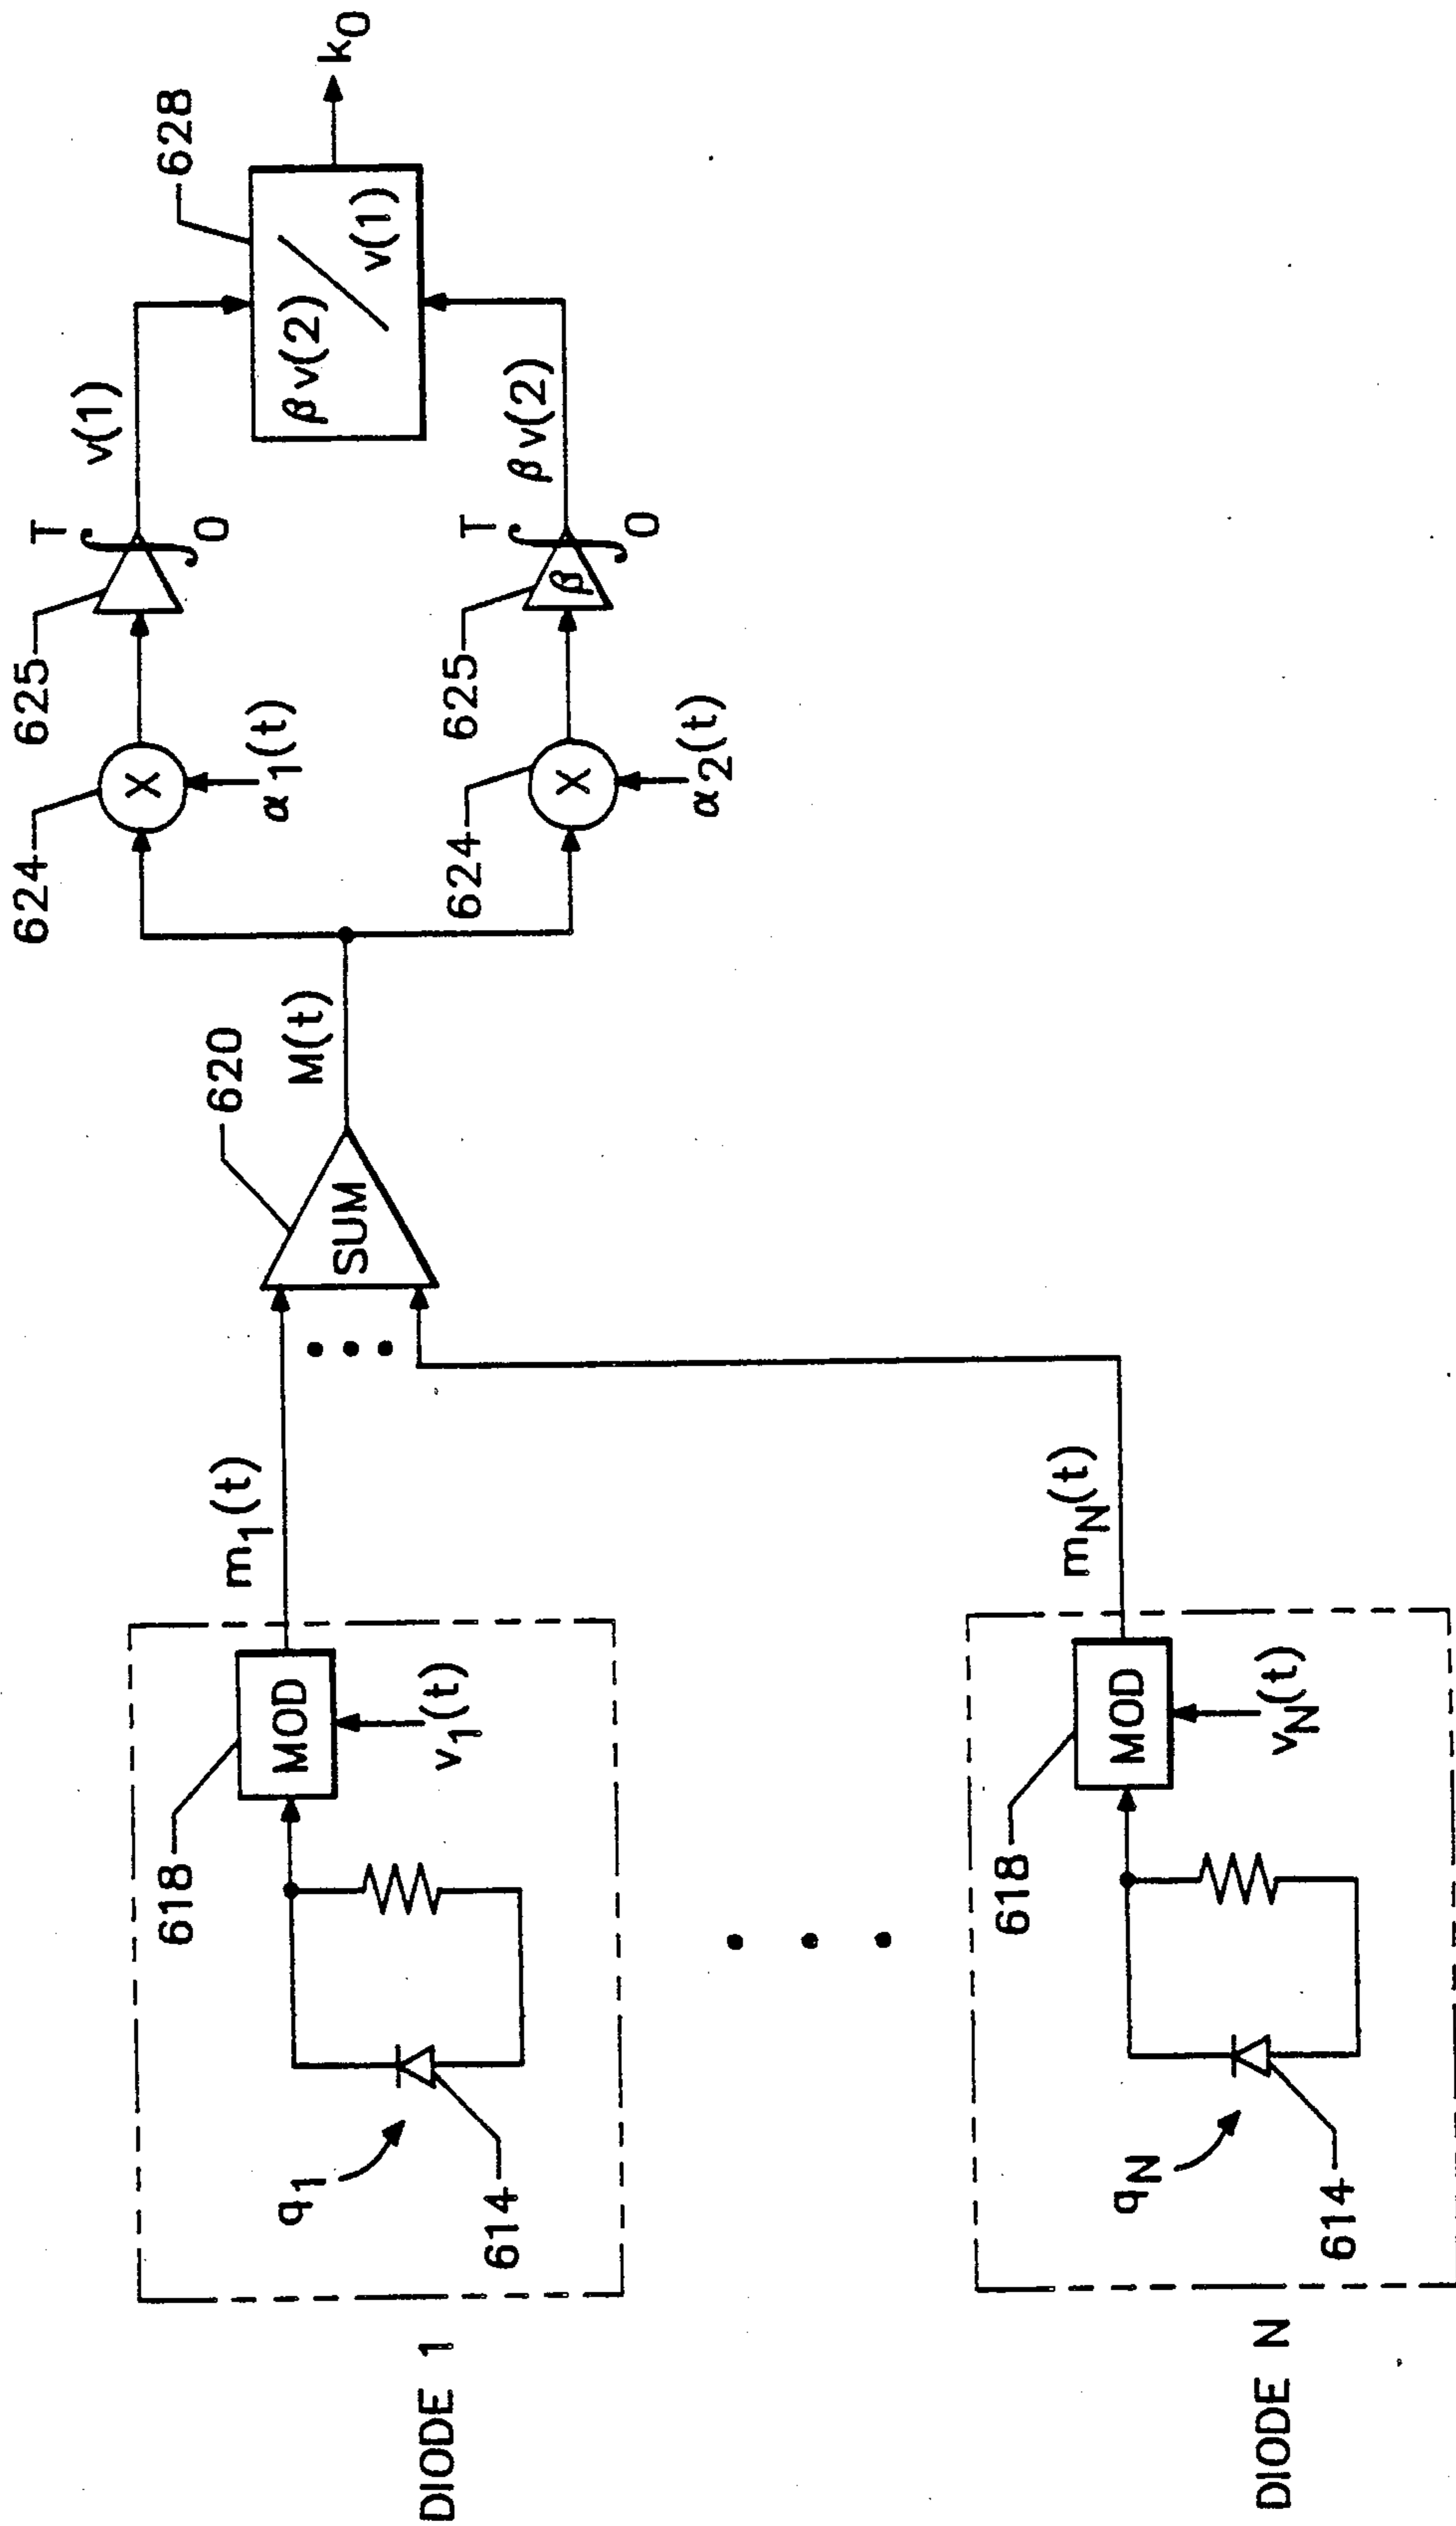 DIODE 1
q1
614
618
MOD
v1(t)
m1(t)
DIODE N
qN
614
618
MOD
vN(t)
mN(t)
SUM
620
M(t)
624
X
α1(t)
625
T
∫
0
v(1)
624
X
α2(t)
625
β
T
∫
0
βv(2)
βv(2) / v(1)
628
k0